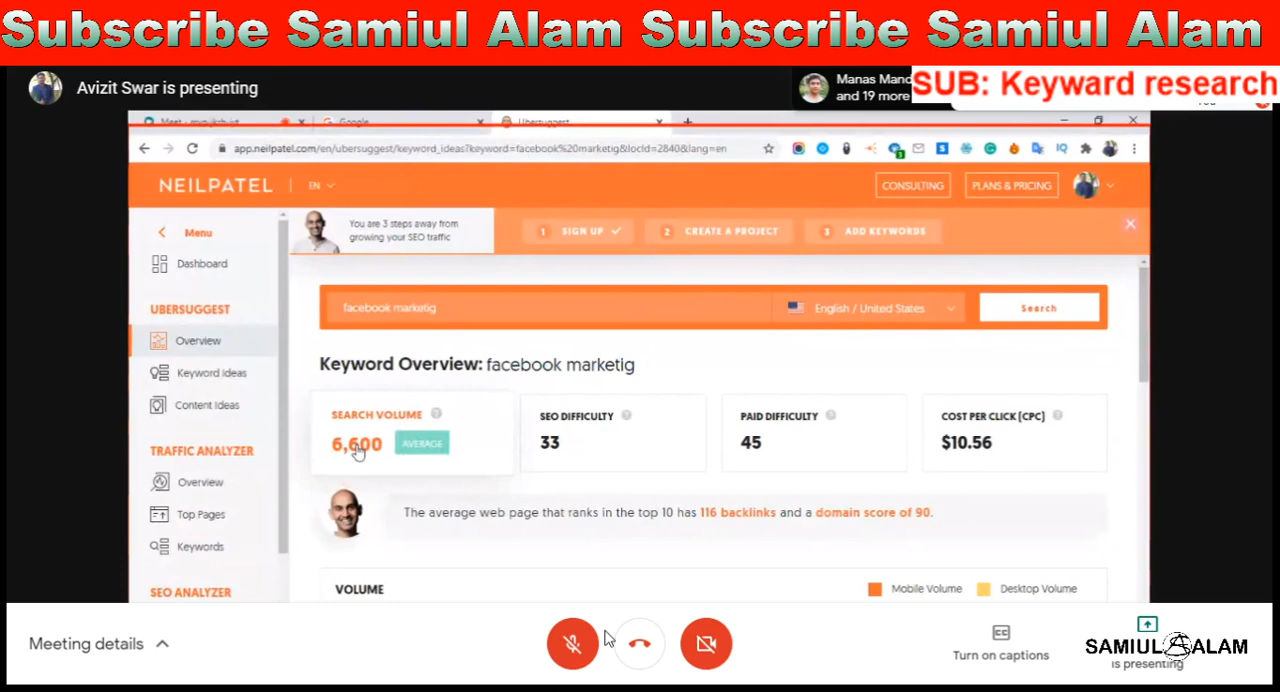 Subscribe Samiul Alam Subscribe Samiul Alam
Avizit Swar is presenting
Manas Mand
and 19 more
SUB: Keyward research
Google
Ubersuggest
app.neilpatel.com/en/ubersuggest/keyword_ideas?keyword=facebook%20marketig&locId=2840&lang=en
NEILPATEL
EN
CONSULTING
PLANS & PRICING
You are 3 steps away from
growing your SEO traffic
1 SIGN UP
2 CREATE A PROJECT
3 ADD KEYWORDS
Menu
Dashboard
UBERSUGGEST
Overview
Keyword Ideas
Content Ideas
TRAFFIC ANALYZER
Overview
Top Pages
Keywords
SEO ANALYZER
facebook marketig
English / United States
Search
Keyword Overview: facebook marketig
SEARCH VOLUME
6,600 AVERAGE
SEO DIFFICULTY
33
PAID DIFFICULTY
45
COST PER CLICK [CPC]
$10.56
The average web page that ranks in the top 10 has 116 backlinks and a domain score of 90.
VOLUME
Mobile Volume
Desktop Volume
Meeting details
CC
Turn on captions
SAMIUL ALAM
is presenting